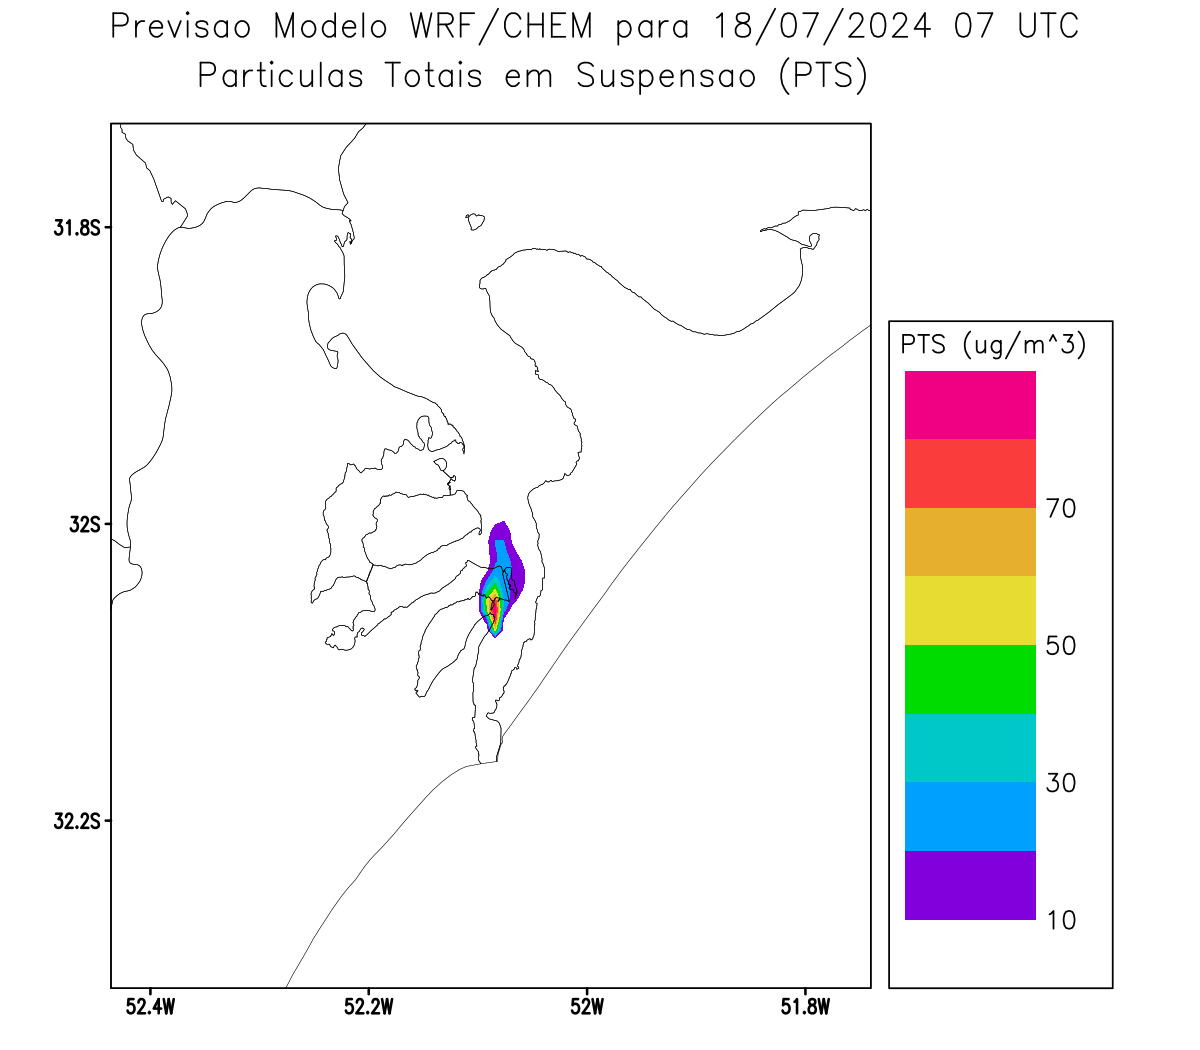 Previsao Modelo WRF/CHEM para 18/07/2024 07 UTC
Particulas Totais em Suspensao (PTS)
31.8S
32S
32.2S
52.4W
52.2W
52W
51.8W
PTS (ug/m^3)
70
50
30
10